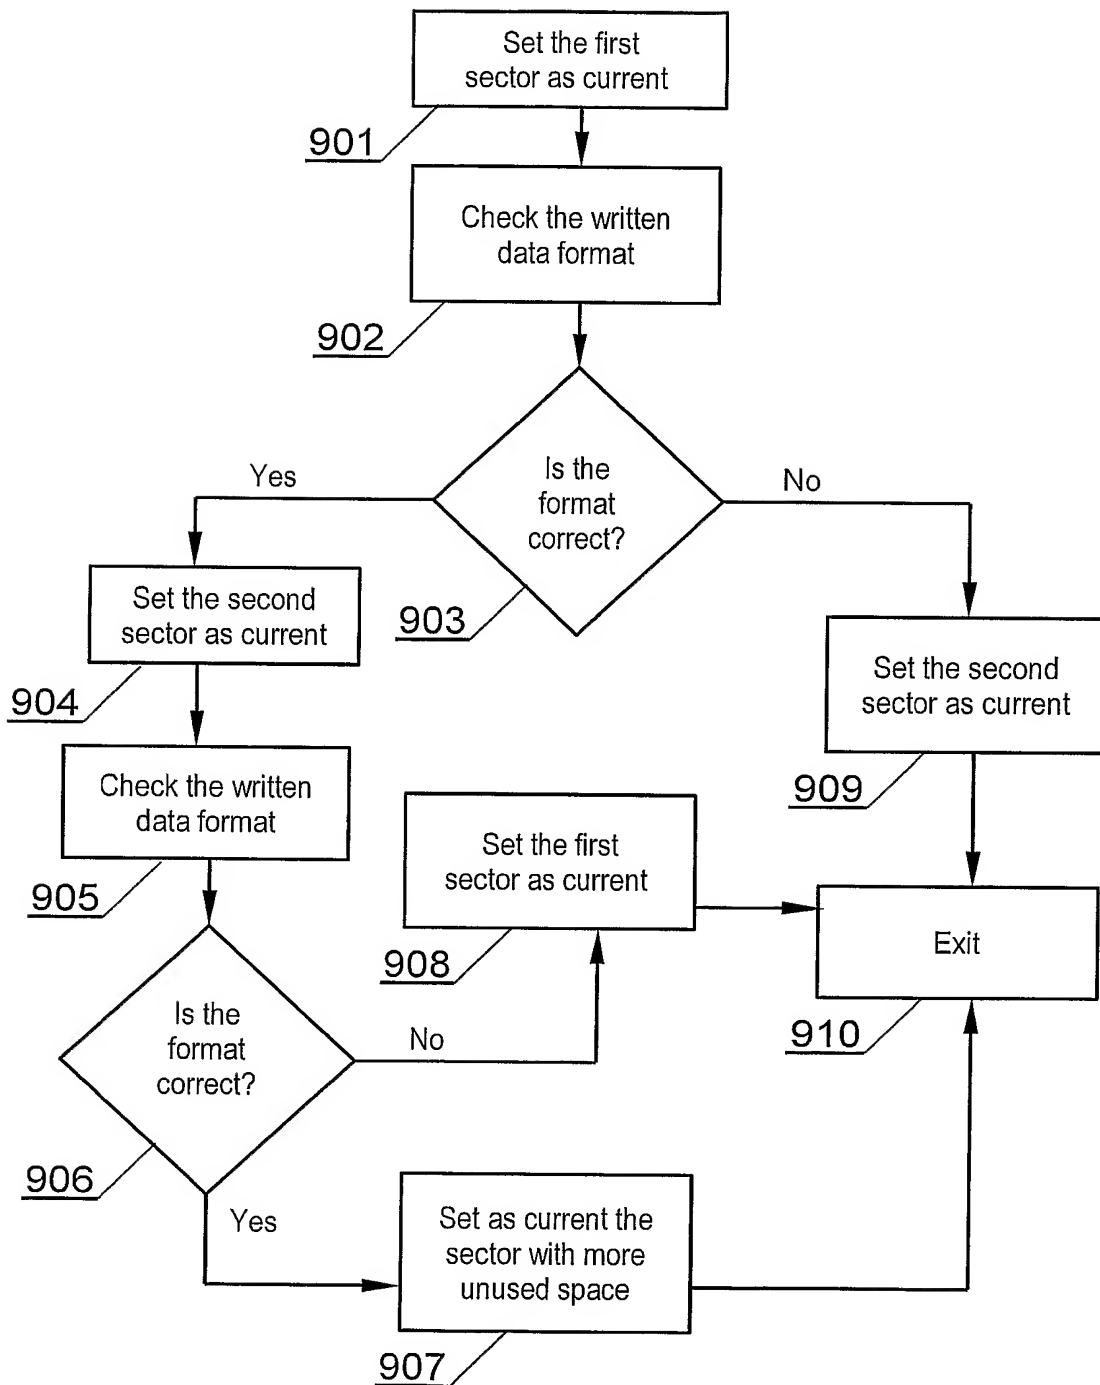 Set the first
sector as current
901
Check the written
data format
902
Is the
format
correct?
903
Yes
No
Set the second
sector as current
904
Set the second
sector as current
909
Check the written
data format
905
Set the first
sector as current
908
Exit
910
Is the
format
correct?
906
No
Yes
Set as current the
sector with more
unused space
907